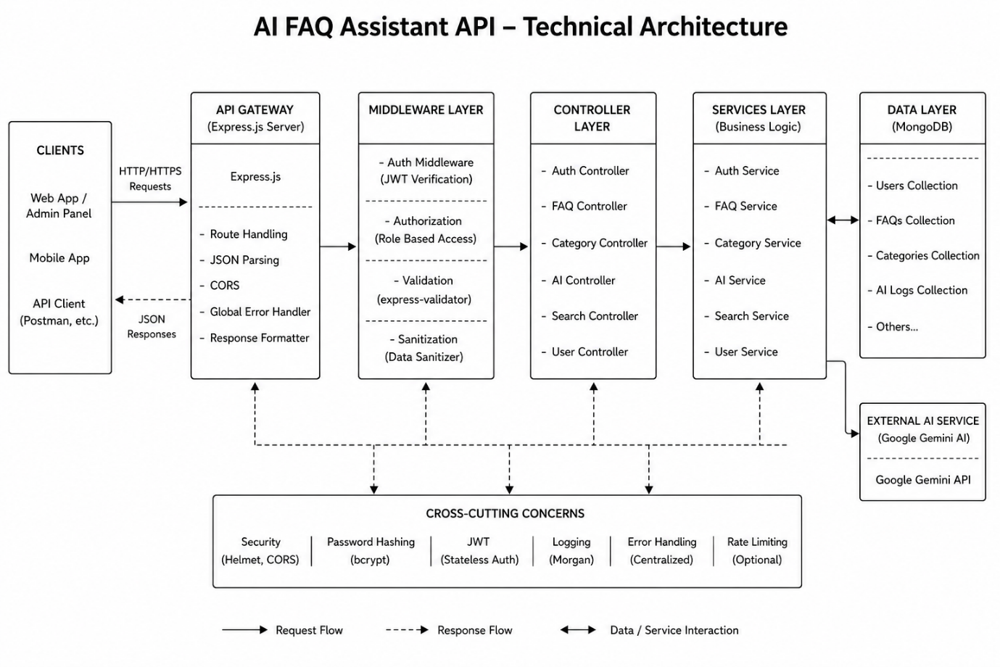 AI FAQ Assistant API – Technical Architecture
CLIENTS
Web App /
Admin Panel
Mobile App
API Client
(Postman, etc.)
HTTP/HTTPS
Requests
JSON
Responses
API GATEWAY
(Express.js Server)
Express.js
- Route Handling
- JSON Parsing
- CORS
- Global Error Handler
- Response Formatter
MIDDLEWARE LAYER
- Auth Middleware
(JWT Verification)
- Authorization
(Role Based Access)
- Validation
(express-validator)
- Sanitization
(Data Sanitizer)
CONTROLLER
LAYER
- Auth Controller
- FAQ Controller
- Category Controller
- AI Controller
- Search Controller
- User Controller
SERVICES LAYER
(Business Logic)
- Auth Service
- FAQ Service
- Category Service
- AI Service
- Search Service
- User Service
DATA LAYER
(MongoDB)
- Users Collection
- FAQs Collection
- Categories Collection
- AI Logs Collection
- Others...
EXTERNAL AI SERVICE
(Google Gemini AI)
Google Gemini API
CROSS-CUTTING CONCERNS
Security
(Helmet, CORS)
Password Hashing
(bcrypt)
JWT
(Stateless Auth)
Logging
(Morgan)
Error Handling
(Centralized)
Rate Limiting
(Optional)
Request Flow
Response Flow
Data / Service Interaction